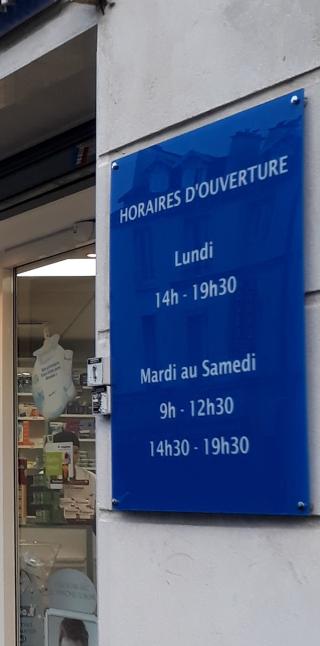 HORAIRES D'OUVERTURE
Lundi
14h - 19h30
Mardi au Samedi
9h - 12h30
14h30 - 19h30